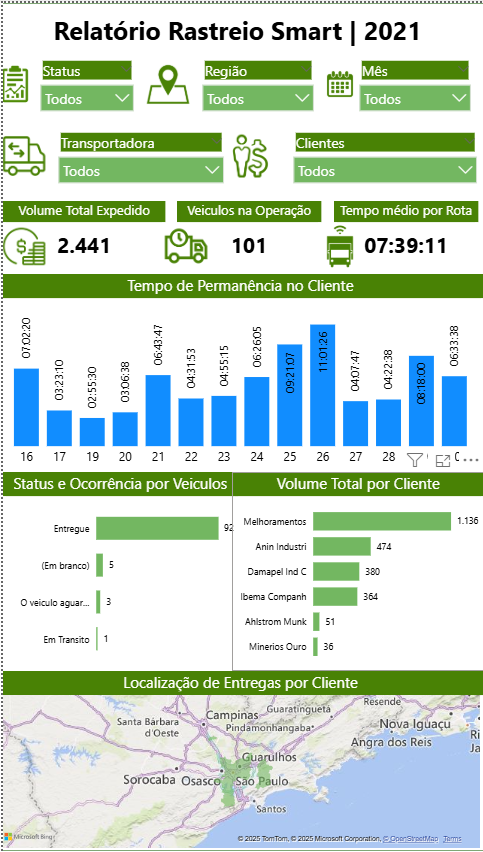 Relatório Rastreio Smart | 2021
Status
Região
Mês
Todos
Todos
Todos
Transportadora
Clientes
Todos
Todos
Volume Total Expedido
Veiculos na Operação
Tempo médio por Rota
2.441
101
07:39:11
Tempo de Permanência no Cliente
07:02:20 03:23:10 02:55:30 03:06:38 06:43:47 04:31:53 04:55:15 06:26:05 09:21:07 11:01:26 04:07:47 04:22:38 08:18:00 06:33:38
16 17 19 20 21 22 23 24 25 26 27 28
Status e Ocorrência por Veiculos
Entregue 92
(Em branco) 5
O veiculo aguar... 3
Em Transito 1
Volume Total por Cliente
Melhoramentos 1.136
Anin Industri 474
Damapel Ind C 380
Ibema Companh 364
Ahlstrom Munk 51
Minerios Ouro 36
Localização de Entregas por Cliente
Resende
Campinas
Guaratinguetá
Santa Bárbara
d'Oeste
Pindamonhangaba
Nova Iguaçu
Angra dos Reis
Guarulhos
Sorocaba
Osasco
São Paulo
Santos
Microsoft Bing
© 2025 TomTom, © 2025 Microsoft Corporation, © OpenStreetMap Terms